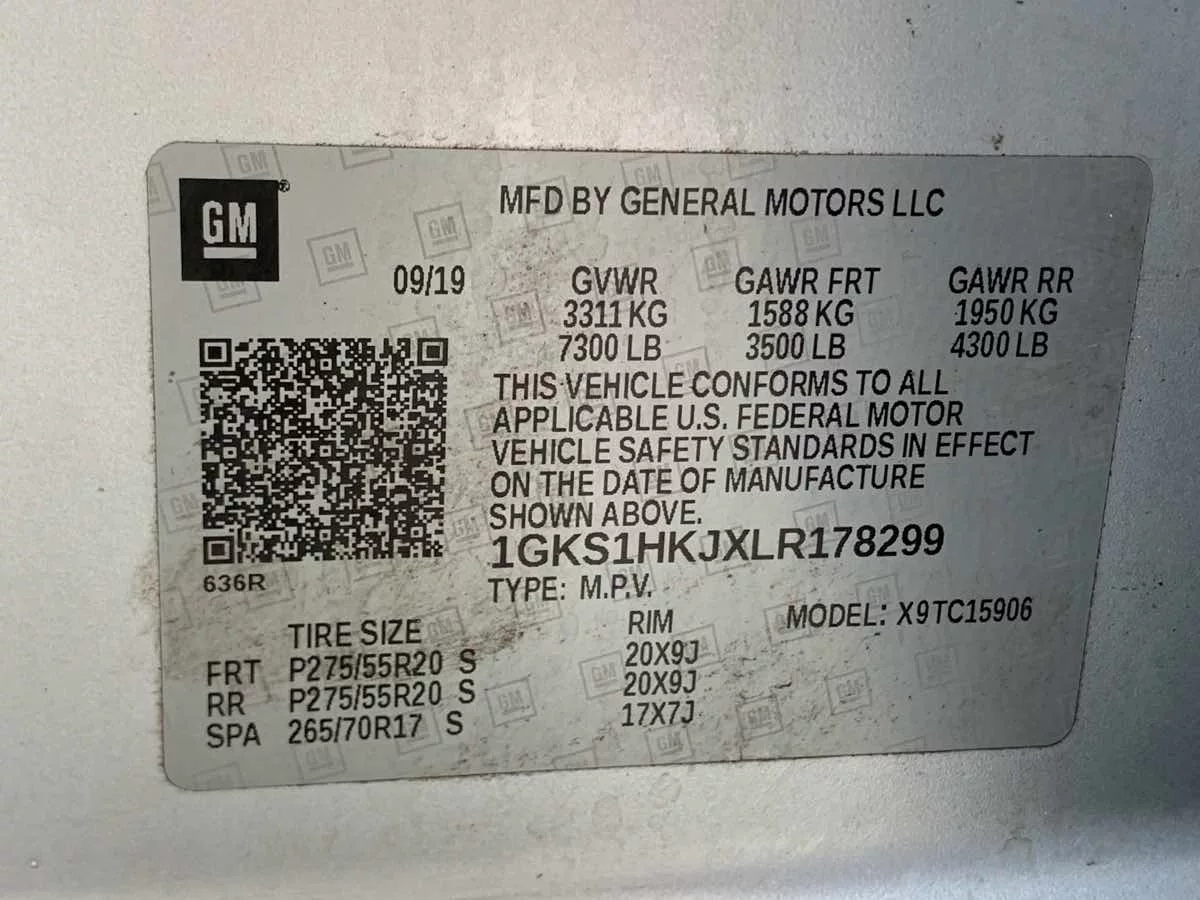 GM®
MFD BY GENERAL MOTORS LLC
09/19 GVWR GAWR FRT GAWR RR
3311 KG 1588 KG 1950 KG
7300 LB 3500 LB 4300 LB
THIS VEHICLE CONFORMS TO ALL
APPLICABLE U.S. FEDERAL MOTOR
VEHICLE SAFETY STANDARDS IN EFFECT
ON THE DATE OF MANUFACTURE
SHOWN ABOVE.
1GKS1HKJXLR178299
636R
TYPE: M.P.V.
MODEL: X9TC15906
TIRE SIZE RIM
FRT P275/55R20 S 20X9J
RR P275/55R20 S 20X9J
SPA 265/70R17 S 17X7J